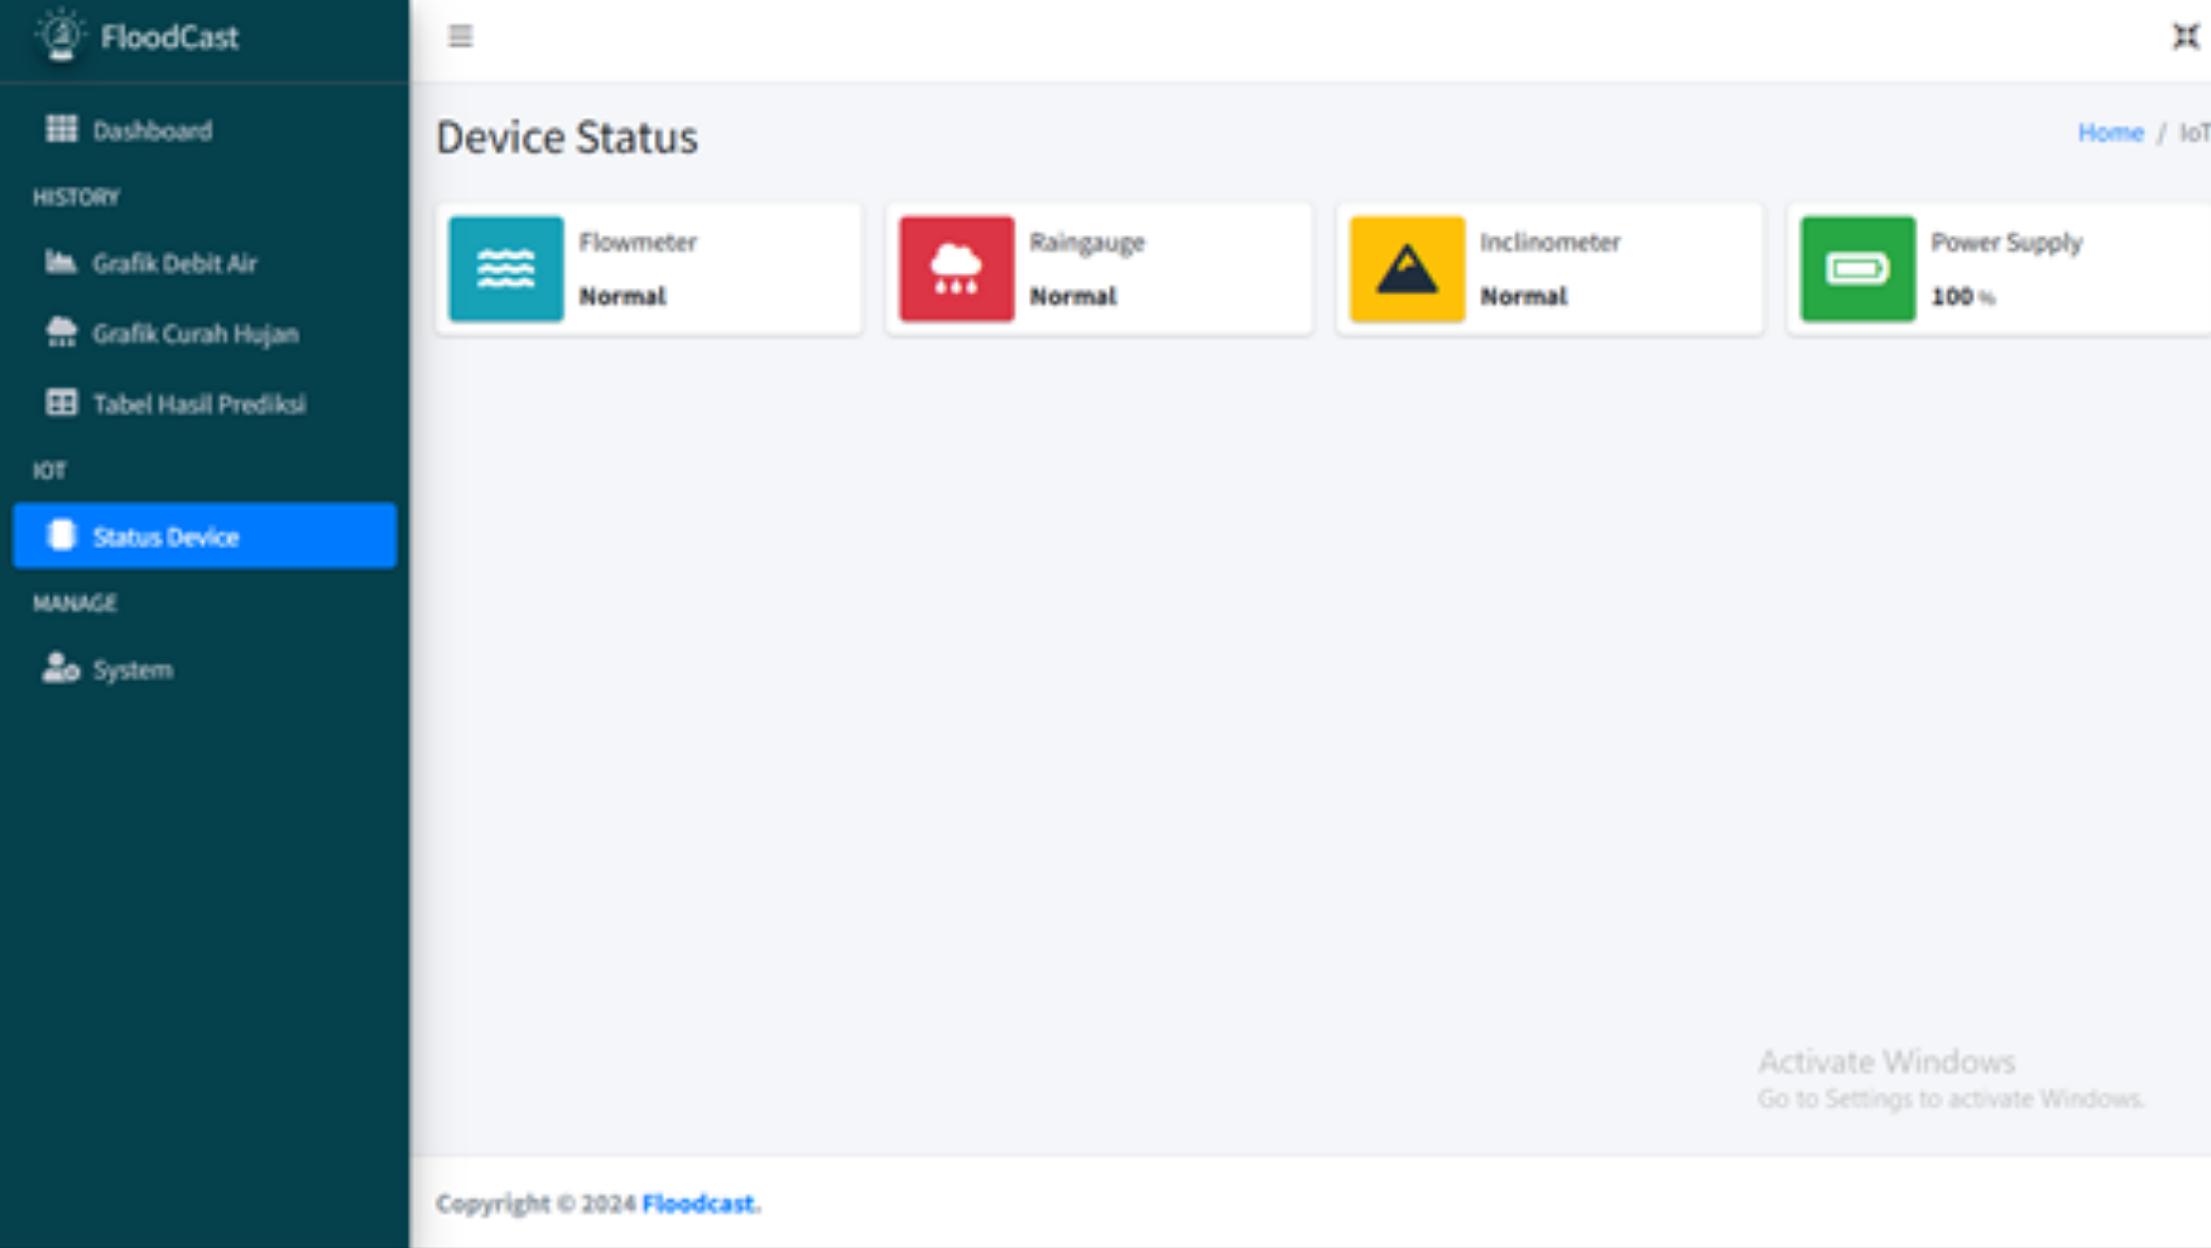 FloodCast
Dashboard
HISTORY
Grafik Debit Air
Grafik Curah Hujan
Tabel Hasil Prediksi
IOT
Status Device
MANAGE
System
Device Status
Home / IoT
Flowmeter
Normal
Raingauge
Normal
Inclinometer
Normal
Power Supply
100 %
Activate Windows
Go to Settings to activate Windows.
Copyright © 2024 Floodcast.